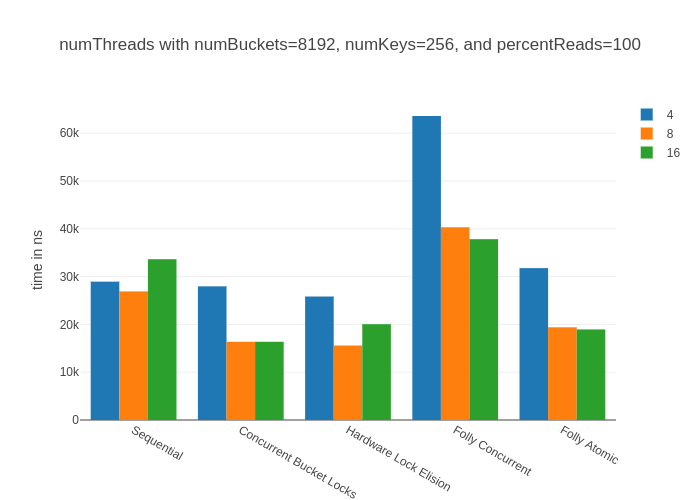 numThreads with numBuckets=8192, numKeys=256, and percentReads=100
4
8
16
time in ns
60k
50k
40k
30k
20k
10k
0
Sequential
Concurrent Bucket Locks
Hardware Lock Elision
Folly Concurrent
Folly Atomic